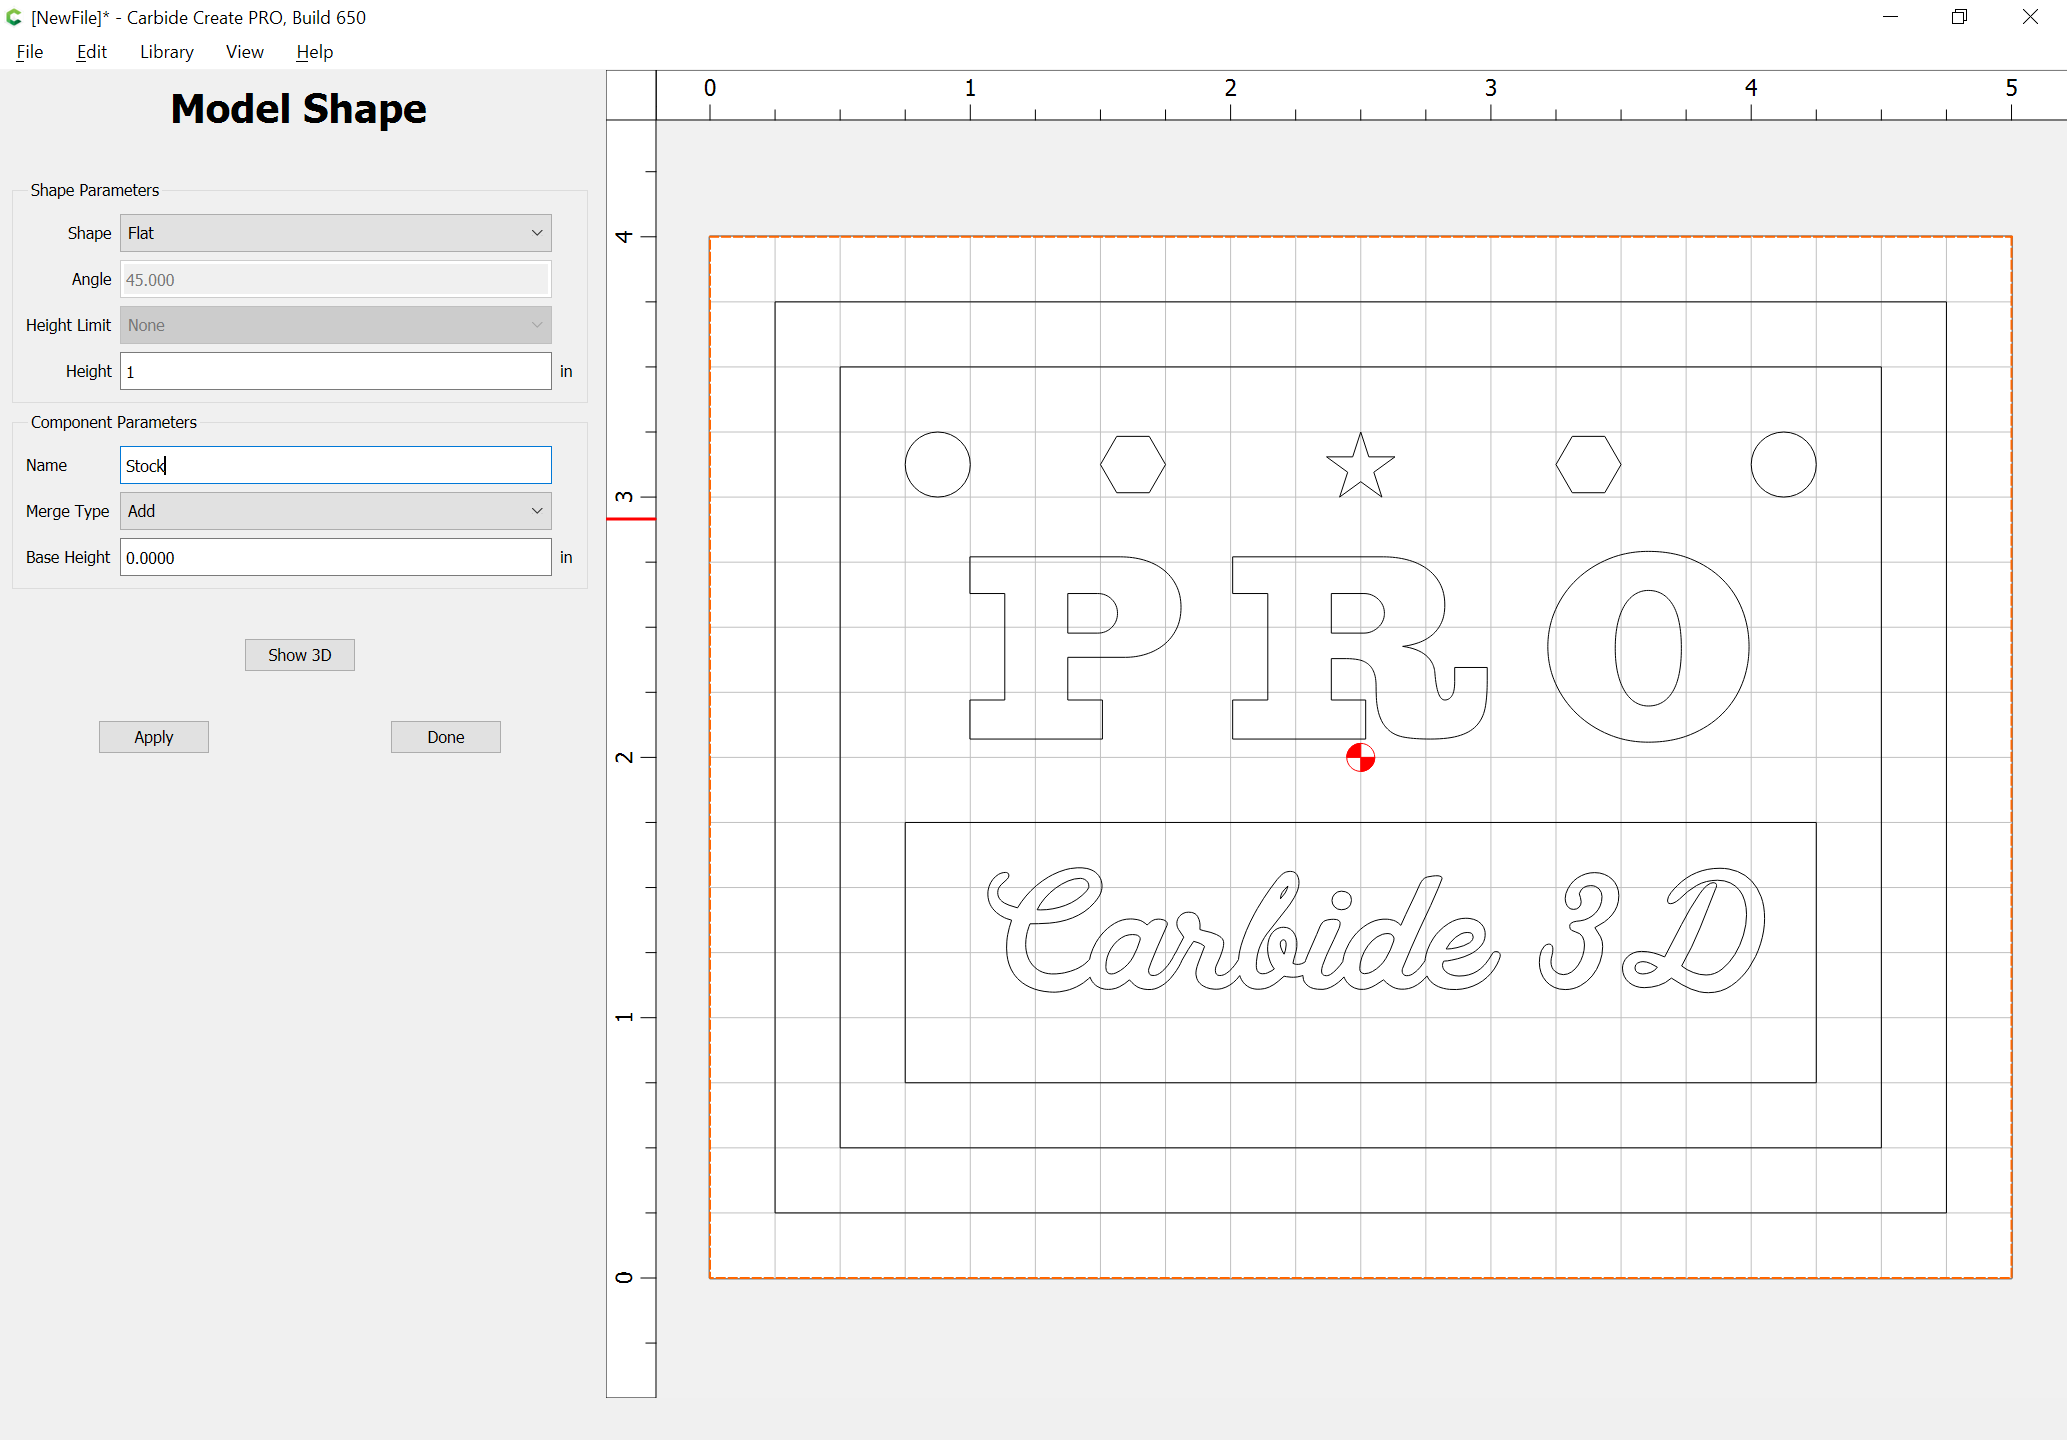 [NewFile]* - Carbide Create PRO, Build 650
File Edit Library View Help
Model Shape
Shape Parameters
Shape Flat
Angle 45.000
Height Limit None
Height 1 in
Component Parameters
Name Stock
Merge Type Add
Base Height 0.0000 in
Show 3D
Apply Done
0 1 2 3 4 5
4
3
2
1
0
PRO
Carbide 3D